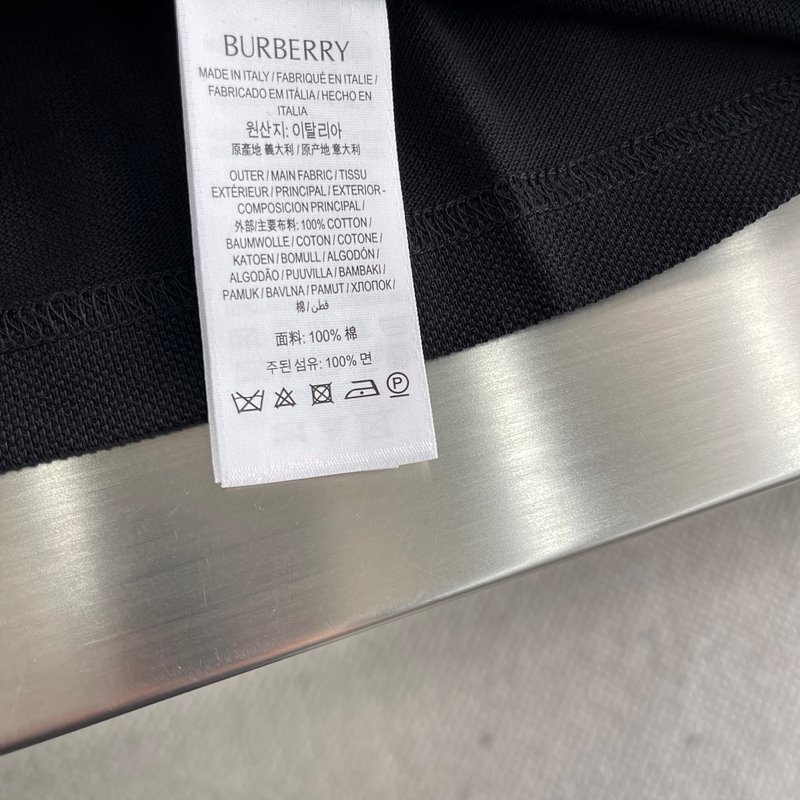 BURBERRY
MADE IN ITALY / FABRIQUÉ EN ITALIE /
FABRICADO EM ITÁLIA / HECHO EN
ITALIA
원산지: 이탈리아
原產地 義大利 / 原产地 意大利
OUTER / MAIN FABRIC / TISSU
EXTÉRIEUR / PRINCIPAL / EXTERIOR -
COMPOSICION PRINCIPAL /
外部/主要布料: 100% COTTON /
BAUMWOLLE / COTON / COTONE /
KATOEN / BOMULL / ALGODÓN /
ALGODÃO / PUUVILLA / BAMBAKI /
PAMUK / BAVLNA / PAMUT / ХЛОПОК /
棉 / قطن
面料: 100% 棉
주된 섬유: 100% 면
P